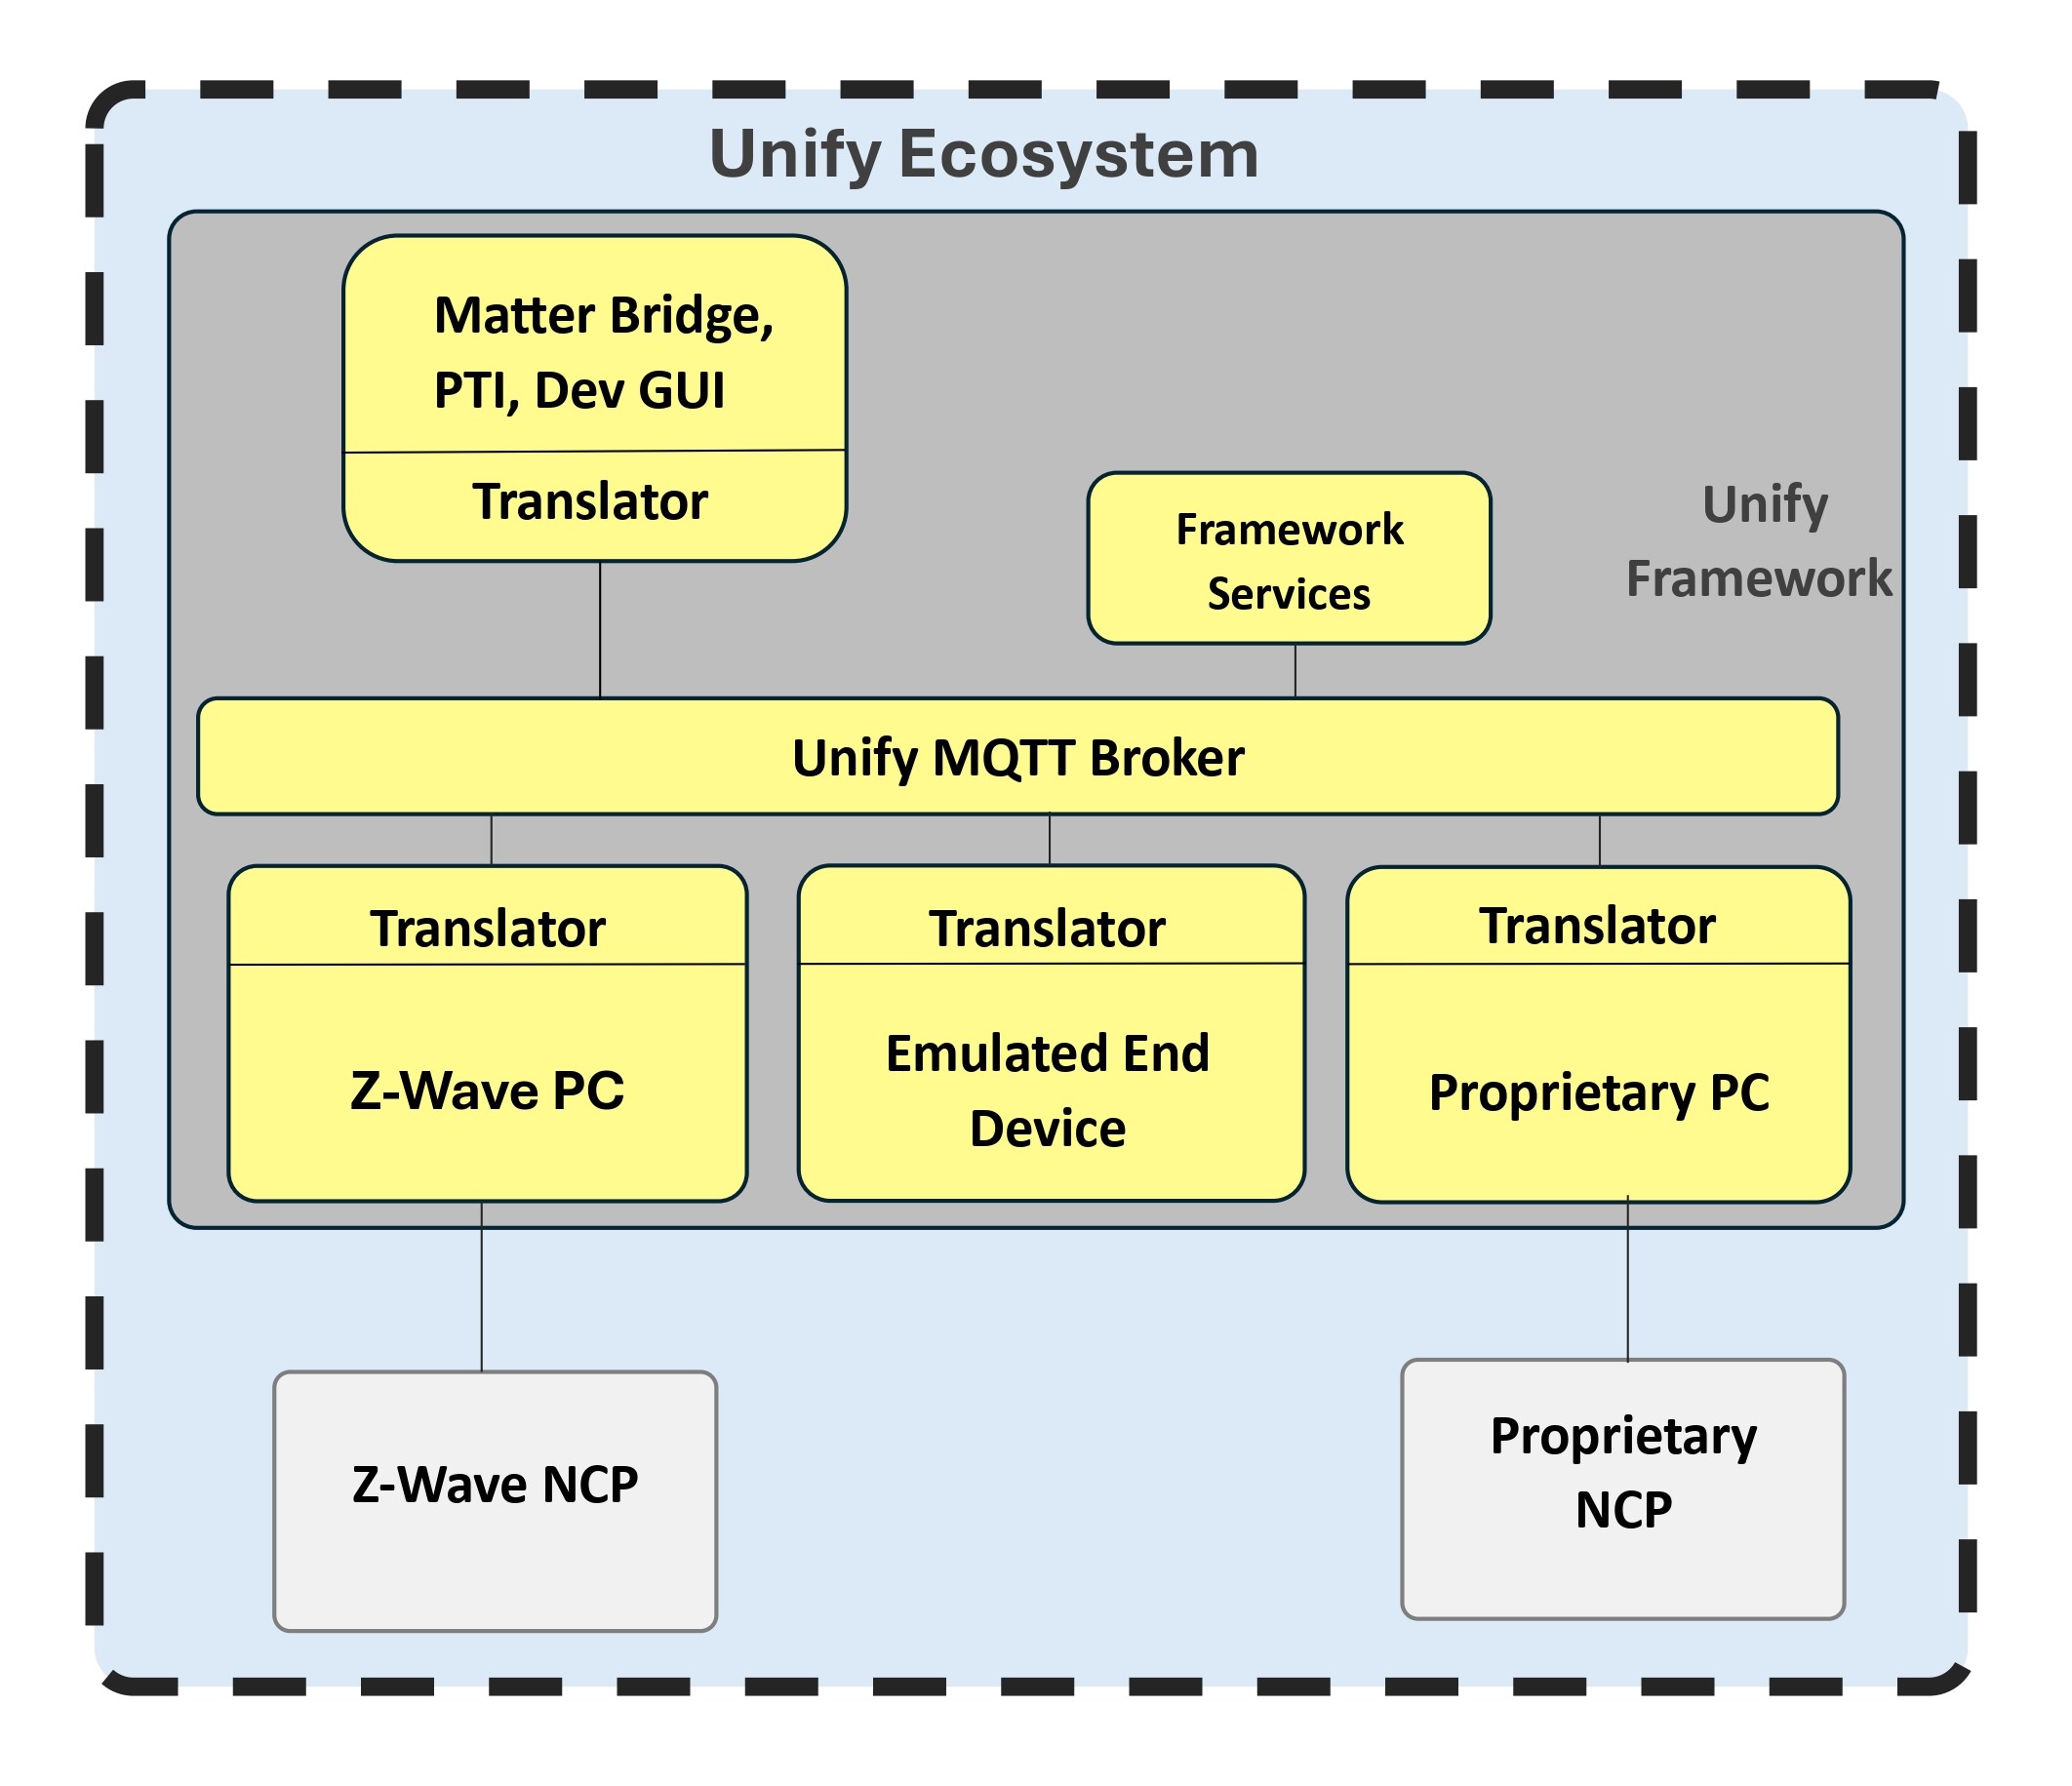 Unify Ecosystem
Matter Bridge,
PTI, Dev GUI
Translator
Framework
Services
Unify
Framework
Unify MQTT Broker
Translator
Z-Wave PC
Translator
Emulated End
Device
Translator
Proprietary PC
Z-Wave NCP
Proprietary
NCP